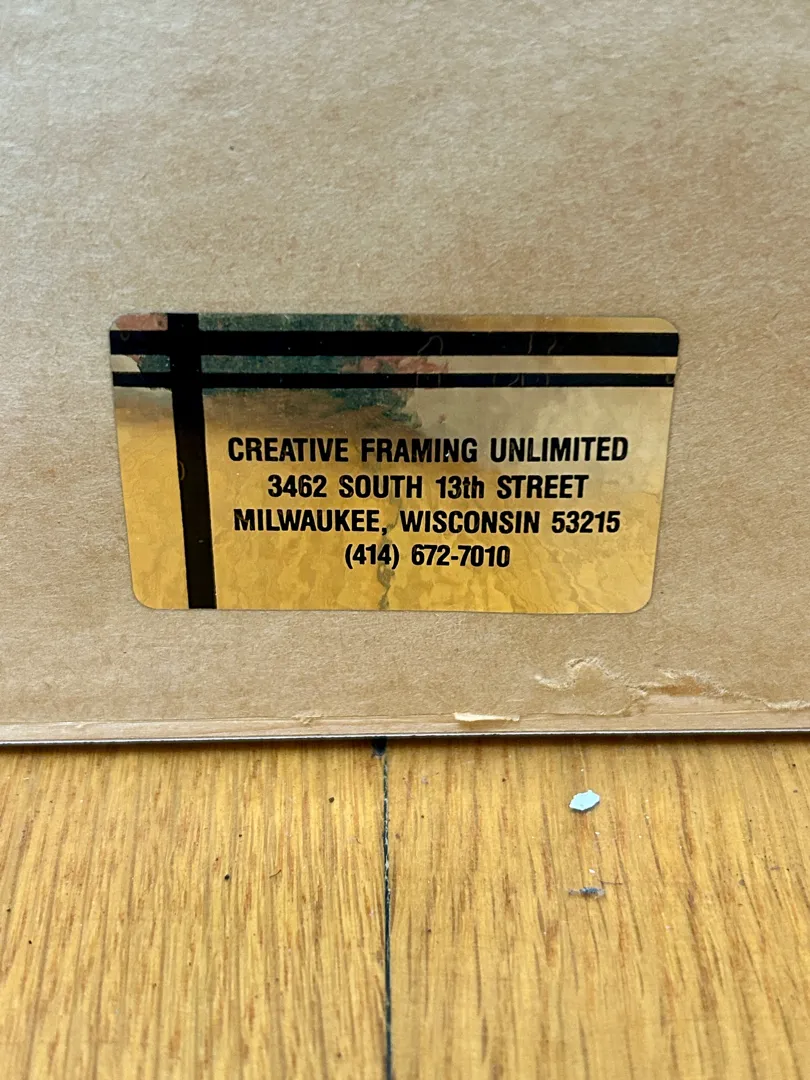 CREATIVE FRAMING UNLIMITED
3462 SOUTH 13th STREET
MILWAUKEE, WISCONSIN 53215
(414) 672-7010